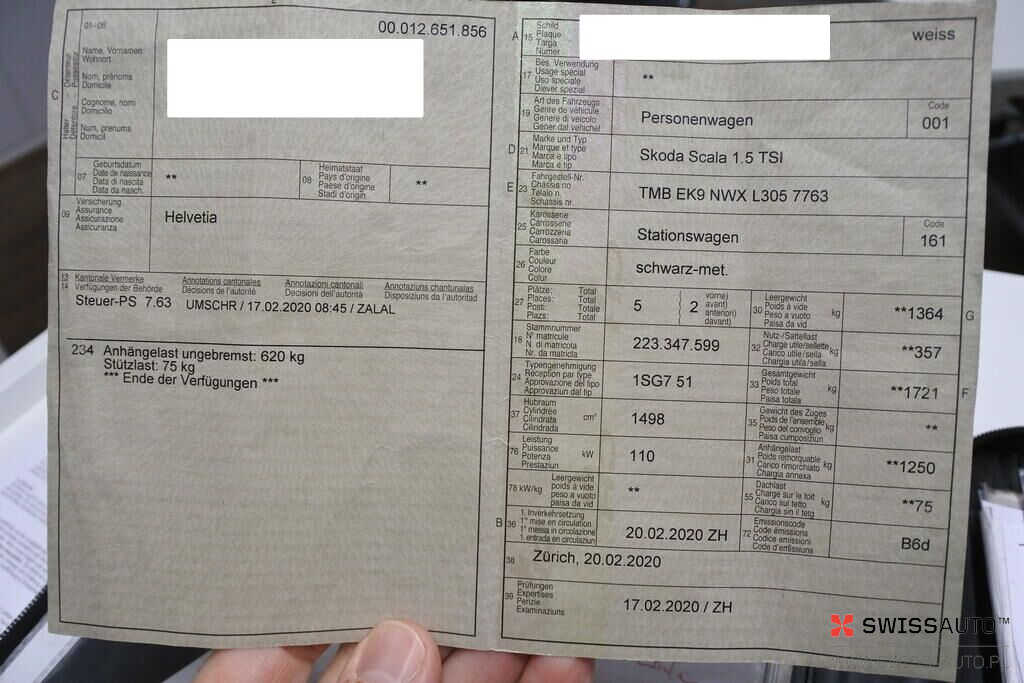 01-06
00.012.651.856
C
Détenteur
Possessur
Halter
Detentore
Name, Vornamen
Wohnort
Nom, prénoms
Domicile
Cognome, nomi
Domicilio
Num, prenums
Domicil
07
Geburtsdatum
Date de naissance
Data di nascita
Data da nasch.
**
08
Heimatstaat
Pays d'origine
Paese d'origine
Stadi d'origin
**
09
Versicherung
Assurance
Assicurazione
Assicuranza
Helvetia
13 Kantonale Vermerke Annotations cantonales Annotazioni cantonali Annotaziuns chantunalas
14 Verfügungen der Behörde Décisions de l'autorité Decisioni dell'autorità Disposiziuns da l'autoritad
Steuer-PS 7.63 UMSCHR / 17.02.2020 08:45 / ZALAL
234 Anhängelast ungebremst: 620 kg
Stützlast: 75 kg
*** Ende der Verfügungen ***
A 15
Schild
Plaque
Targa
Numer
weiss
17
Bes. Verwendung
Usage spécial
Uso speciale
Diever spezial
**
19
Art des Fahrzeugs
Genre de véhicule
Genere di veicolo
Gener dal vehichel
Personenwagen
Code
001
D 21
Marke und Typ
Marque et type
Marca e tipo
Marca e tip
Skoda Scala 1.5 TSI
E 23
Fahrgestell-Nr.
Châssis no
Telaio n.
Schassis nr.
TMB EK9 NWX L305 7763
25
Karosserie
Carrosserie
Carrozzeria
Carossaria
Stationswagen
Code
161
26
Farbe
Couleur
Colore
Colur
schwarz-met.
27
Plätze: Total
Places: Total
Posti: Totale
Plazs: Total
5
2
vorne)
avant)
anteriori)
davant)
30
Leergewicht
Poids à vide
Peso a vuoto
Paisa da vid
kg
**1364
G
18
Stammnummer
N° matricule
N. di matricola
Nr. da matricla
223.347.599
32
Nutz-/Sattellast
Charge utile/sellette
Carico utile/sella
Chargia utila/sella
kg
**357
24
Typengenehmigung
Réception par type
Approvazione del tipo
Approvaziun dal tip
1SG7 51
33
Gesamtgewicht
Poids total
Peso totale
Paisa totala
kg
**1721
F
37
Hubraum
Cylindrée
Cilindrata
Cilindrada
cm³
1498
35
Gewicht des Zuges
Poids de l'ensemble
Peso del convoglio
Paisa cumposiziun
kg
**
76
Leistung
Puissance
Potenza
Prestaziun
kW
110
31
Anhängelast
Poids remorquable
Carico rimorchiato
Chargia annexa
kg
**1250
78 kW/kg
Leergewicht
poids à vide
peso a vuoto
paisa da vid
**
55
Dachlast
Charge sur le toit
Carico sul tetto
Chargia sin il tetg
kg
**75
B 36
1. Inverkehrsetzung
1re mise en circulation
1a messa in circolazione
1. entrada en circulaziun
20.02.2020 ZH
72
Emissionscode
Code émissions
Codice emissioni
Code d'emissiuns
B6d
38
Zürich, 20.02.2020
39
Prüfungen
Expertises
Perizie
Examinaziuns
17.02.2020 / ZH
SWISSAUTO™